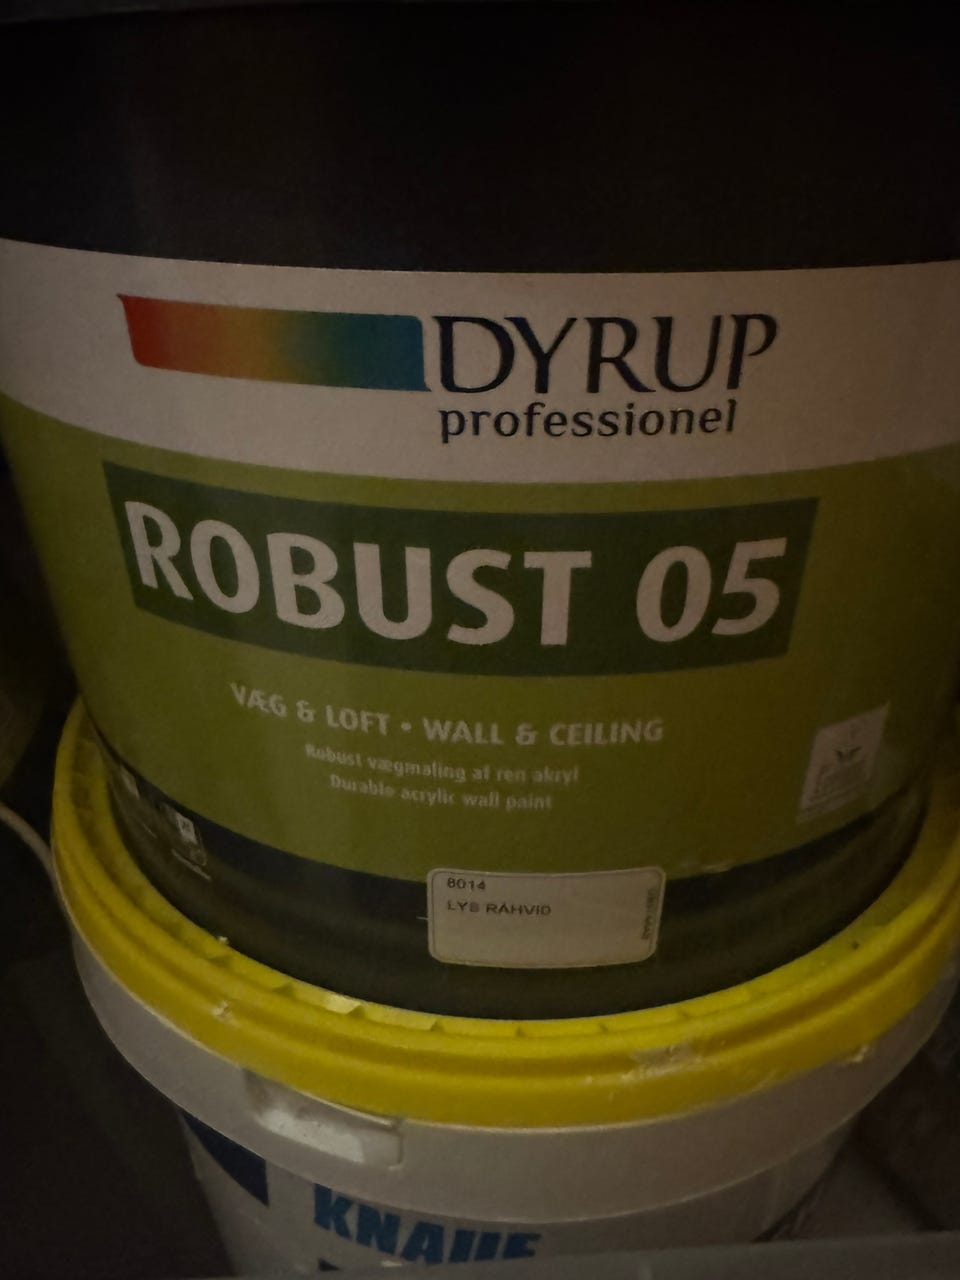 DYRUP
professionel
ROBUST 05
VÆG & LOFT • WALL & CEILING
Robust vægmaling af ren akryl
Durable acrylic wall paint
8014
LYS RÅHVID
KNAUF